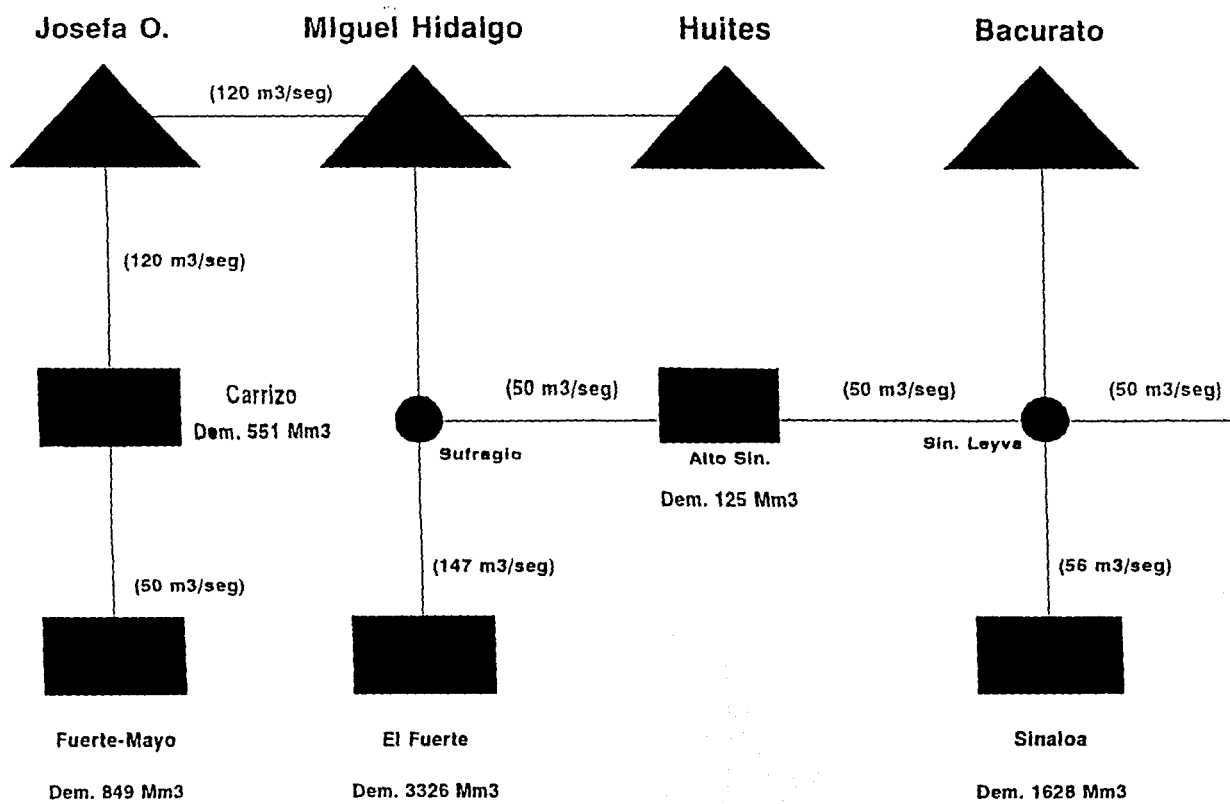 Josefa O. Miguel Hidalgo Huites Bacurato
(120 m3/seg)
(120 m3/seg)
(50 m3/seg) (50 m3/seg) (50 m3/seg)
Carrizo
Dem. 551 Mm3
Sufragio Alto Sin. Sin. Leyva
Dem. 125 Mm3
(50 m3/seg) (147 m3/seg) (56 m3/seg)
Fuerte-Mayo El Fuerte Sinaloa
Dem. 849 Mm3 Dem. 3326 Mm3 Dem. 1628 Mm3